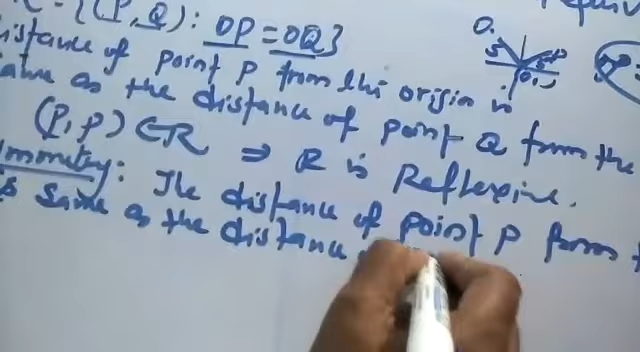 {(P, Q): OP = OQ}
distance of point P from the origin is
same as the distance of point Q from the
(P, P) ∈ R ⇒ R is Reflexive.
Symmetry: The distance of point P from
is same as the distance